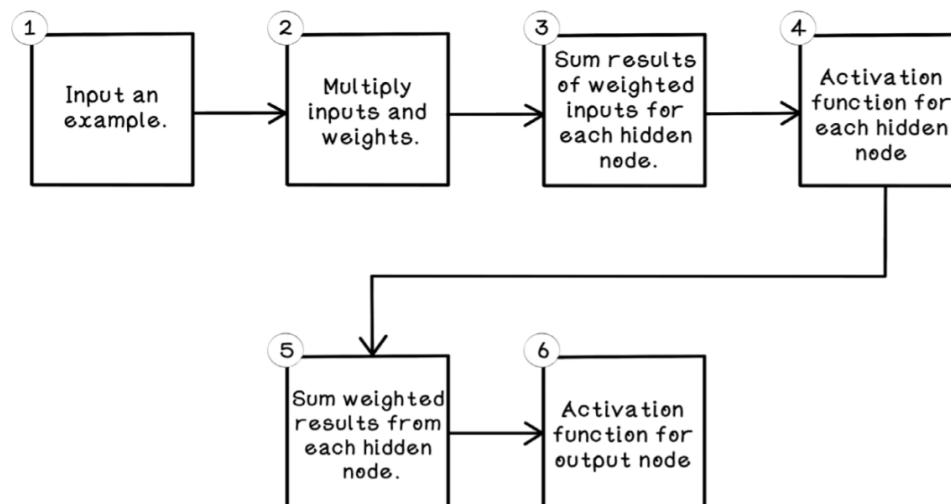 1
Input an
example.
2
Multiply
inputs and
weights.
3
Sum results
of weighted
inputs for
each hidden
node.
4
Activation
function for
each hidden
node
5
Sum weighted
results from
each hidden
node.
6
Activation
function for
output node